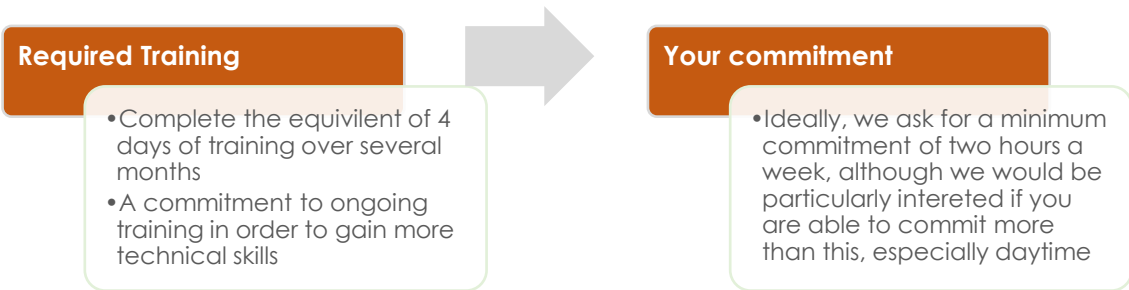 Required Training
•Complete the equivilent of 4
days of training over several
months
•A commitment to ongoing
training in order to gain more
technical skills
Your commitment
•Ideally, we ask for a minimum
commitment of two hours a
week, although we would be
particularly intereted if you
are able to commit more
than this, especially daytime